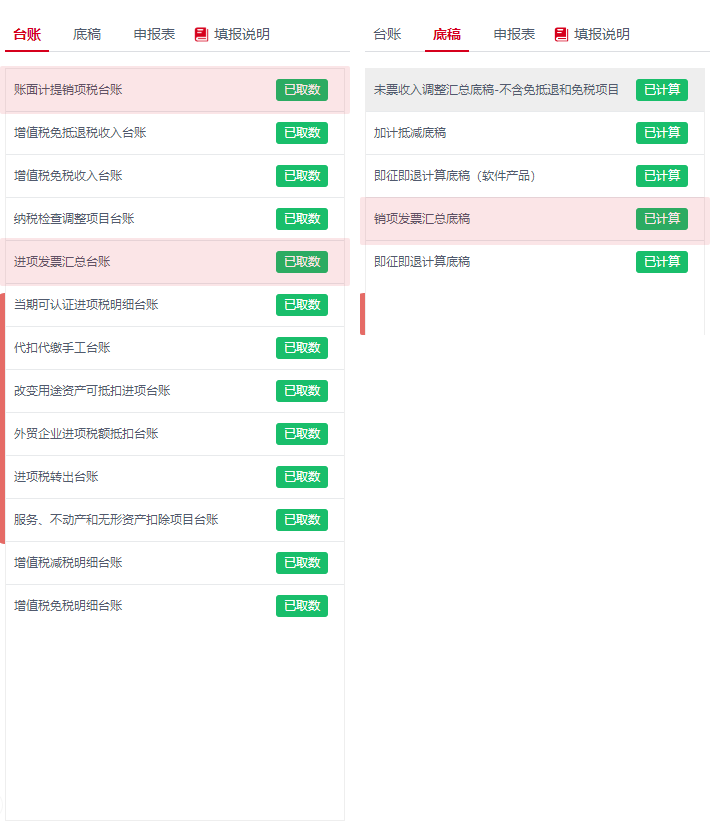 台账 底稿 申报表 填报说明
账面计提销项税台账 已取数
增值税免抵退税收入台账 已取数
增值税免税收入台账 已取数
纳税检查调整项目台账 已取数
进项发票汇总台账 已取数
当期可认证进项税明细台账 已取数
代扣代缴手工台账 已取数
改变用途资产可抵扣进项台账 已取数
外贸企业进项税额抵扣台账 已取数
进项税转出台账 已取数
服务、不动产和无形资产扣除项目台账 已取数
增值税减税明细台账 已取数
增值税免税明细台账 已取数
台账 底稿 申报表 填报说明
未票收入调整汇总底稿-不含免抵退和免税项目 已计算
加计抵减底稿 已计算
即征即退计算底稿（软件产品） 已计算
销项发票汇总底稿 已计算
即征即退计算底稿 已计算